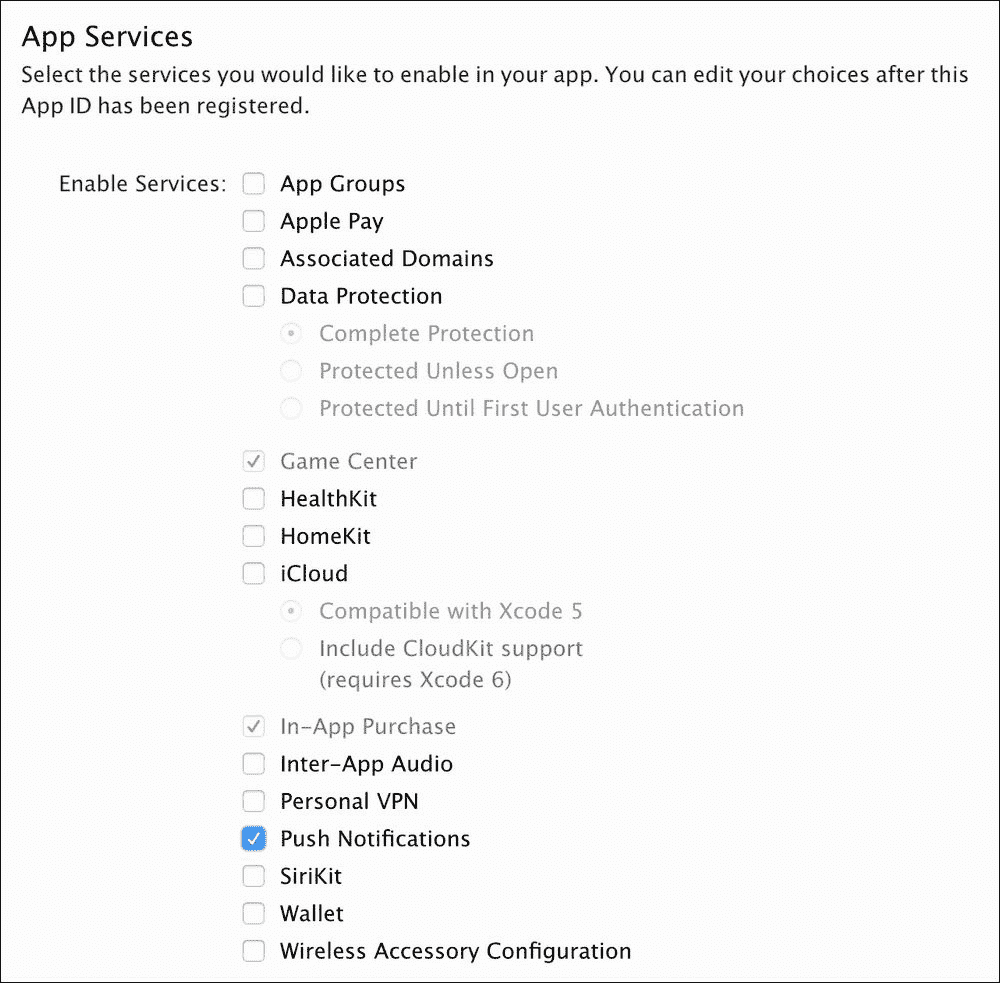 App Services
Select the services you would like to enable in your app. You can edit your choices after this
App ID has been registered.
Enable Services: App Groups
Apple Pay
Associated Domains
Data Protection
Complete Protection
Protected Unless Open
Protected Until First User Authentication
Game Center
HealthKit
HomeKit
iCloud
Compatible with Xcode 5
Include CloudKit support
(requires Xcode 6)
In-App Purchase
Inter-App Audio
Personal VPN
Push Notifications
SiriKit
Wallet
Wireless Accessory Configuration